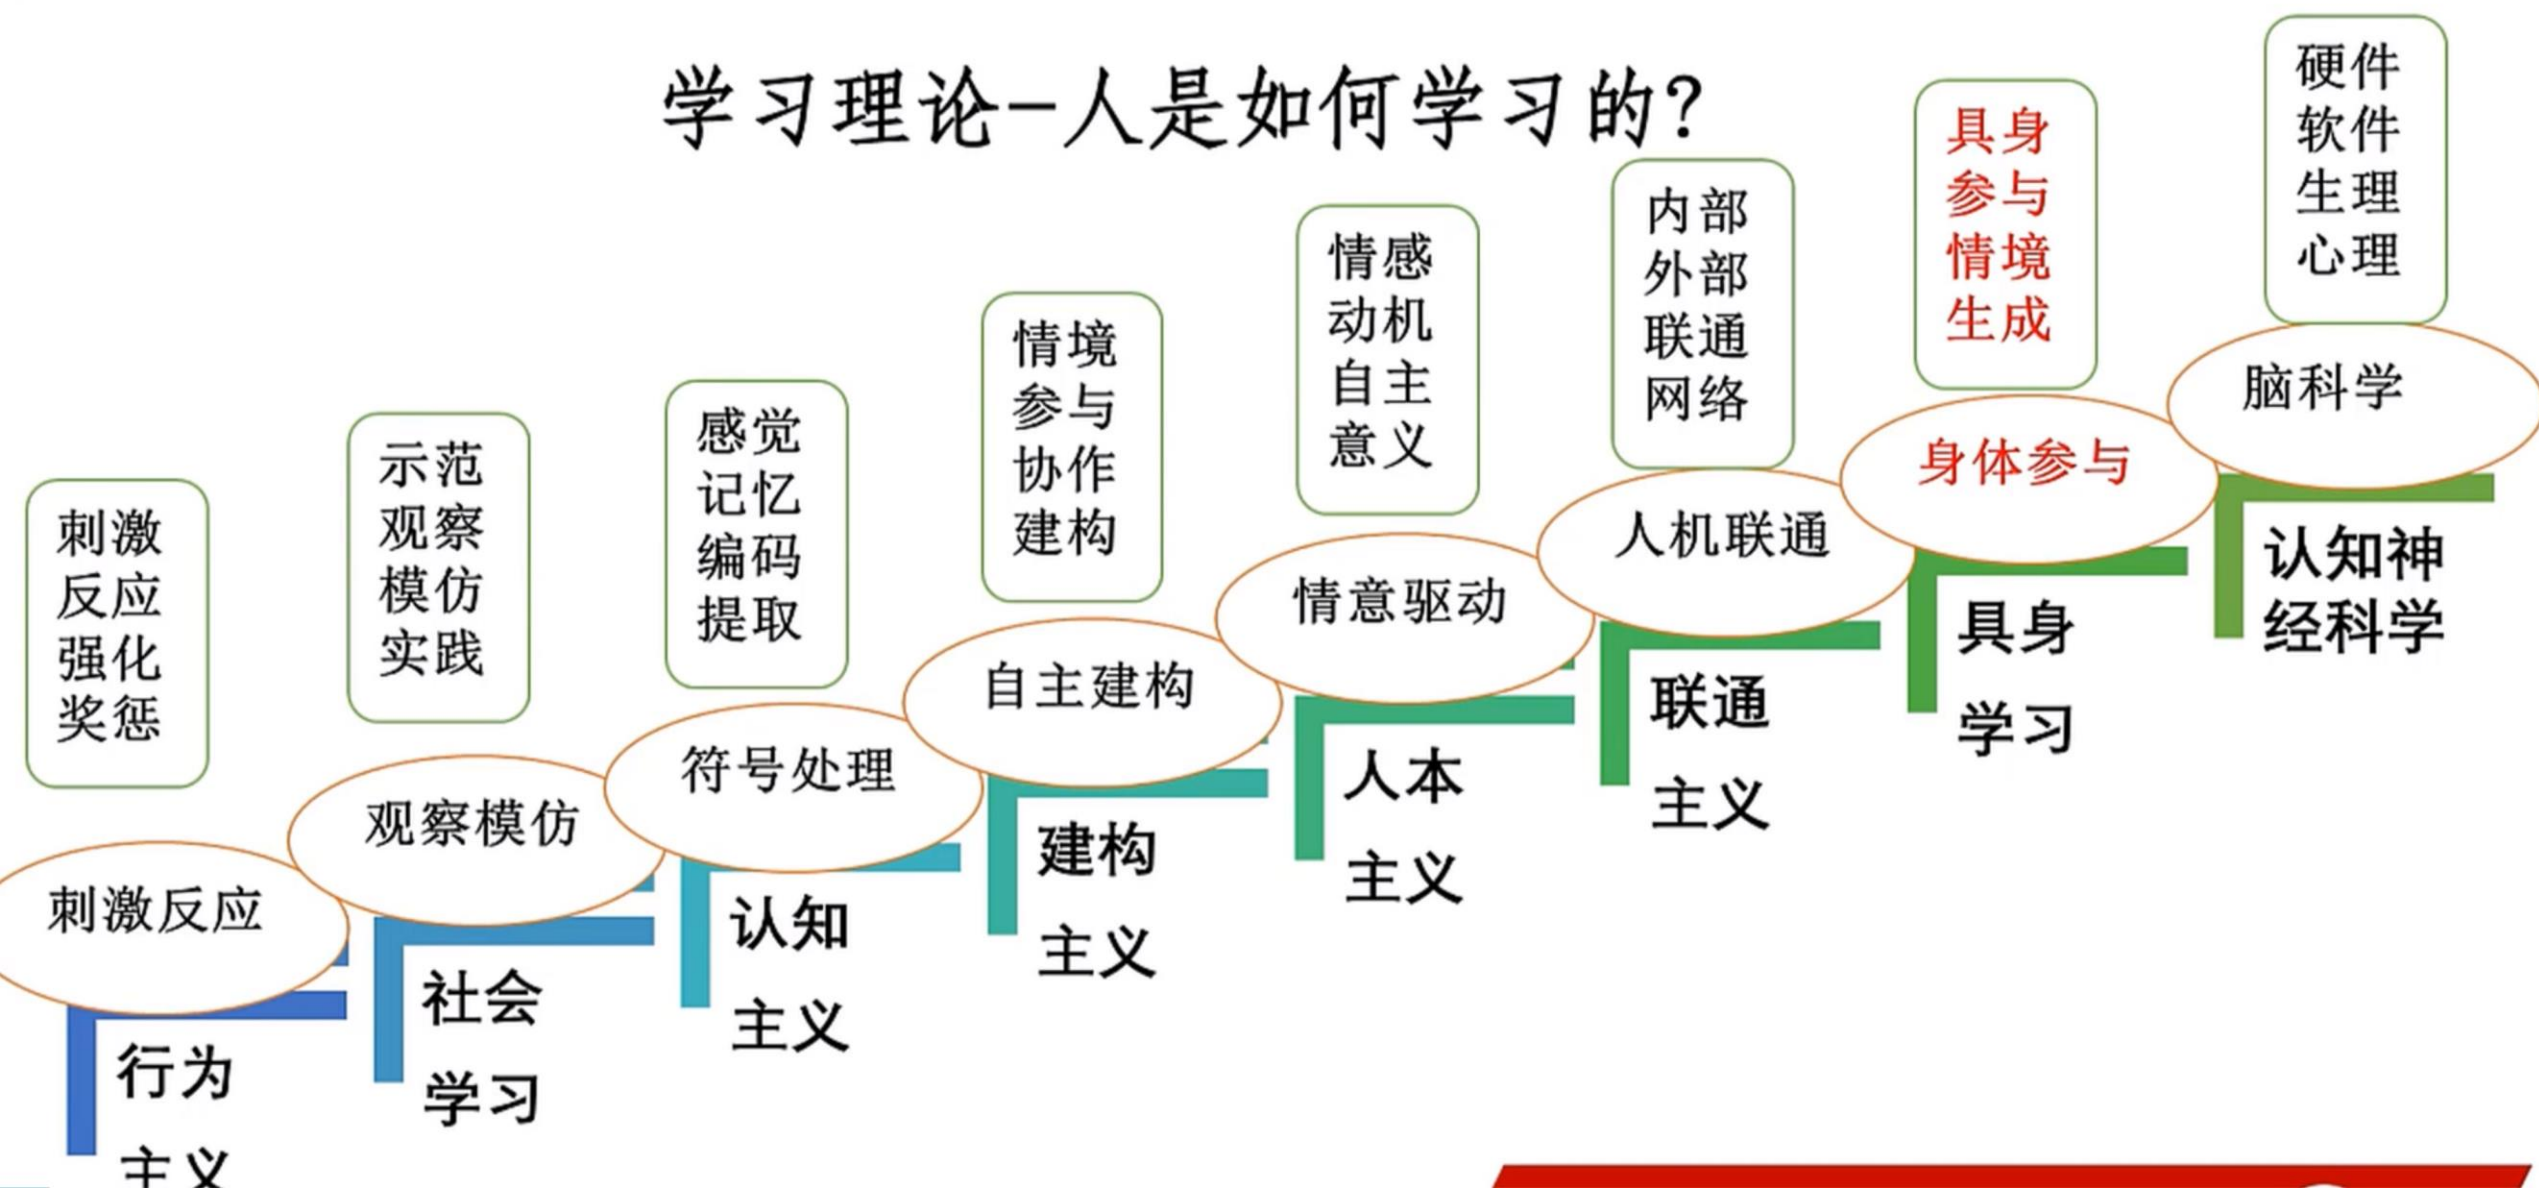 学习理论-人是如何学习的?
刺激
反应
强化
奖惩
刺激反应
行为
主义
示范
观察
模仿
实践
观察模仿
社会
学习
感觉
记忆
编码
提取
符号处理
认知
主义
情境
参与
协作
建构
自主建构
建构
主义
情感
动机
自主
意义
情意驱动
人本
主义
内部
外部
联通
网络
人机联通
联通
主义
具身
参与
情境
生成
身体参与
具身
学习
硬件
软件
生理
心理
脑科学
认知神
经科学